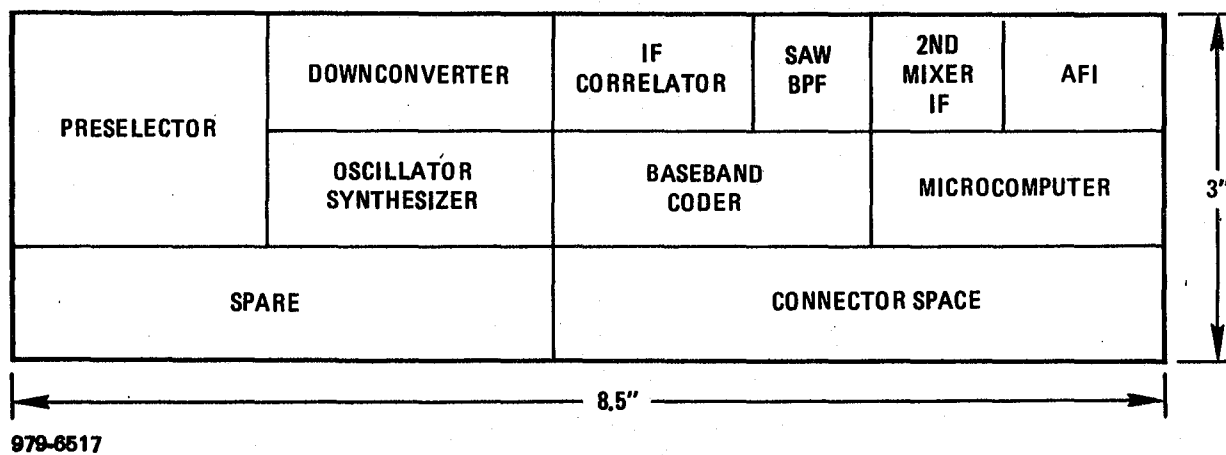 PRESELECTOR
DOWNCONVERTER
IF
CORRELATOR
SAW
BPF
2ND
MIXER
IF
AFI
OSCILLATOR
SYNTHESIZER
BASEBAND
CODER
MICROCOMPUTER
3"
SPARE
CONNECTOR SPACE
8.5"
979-6517